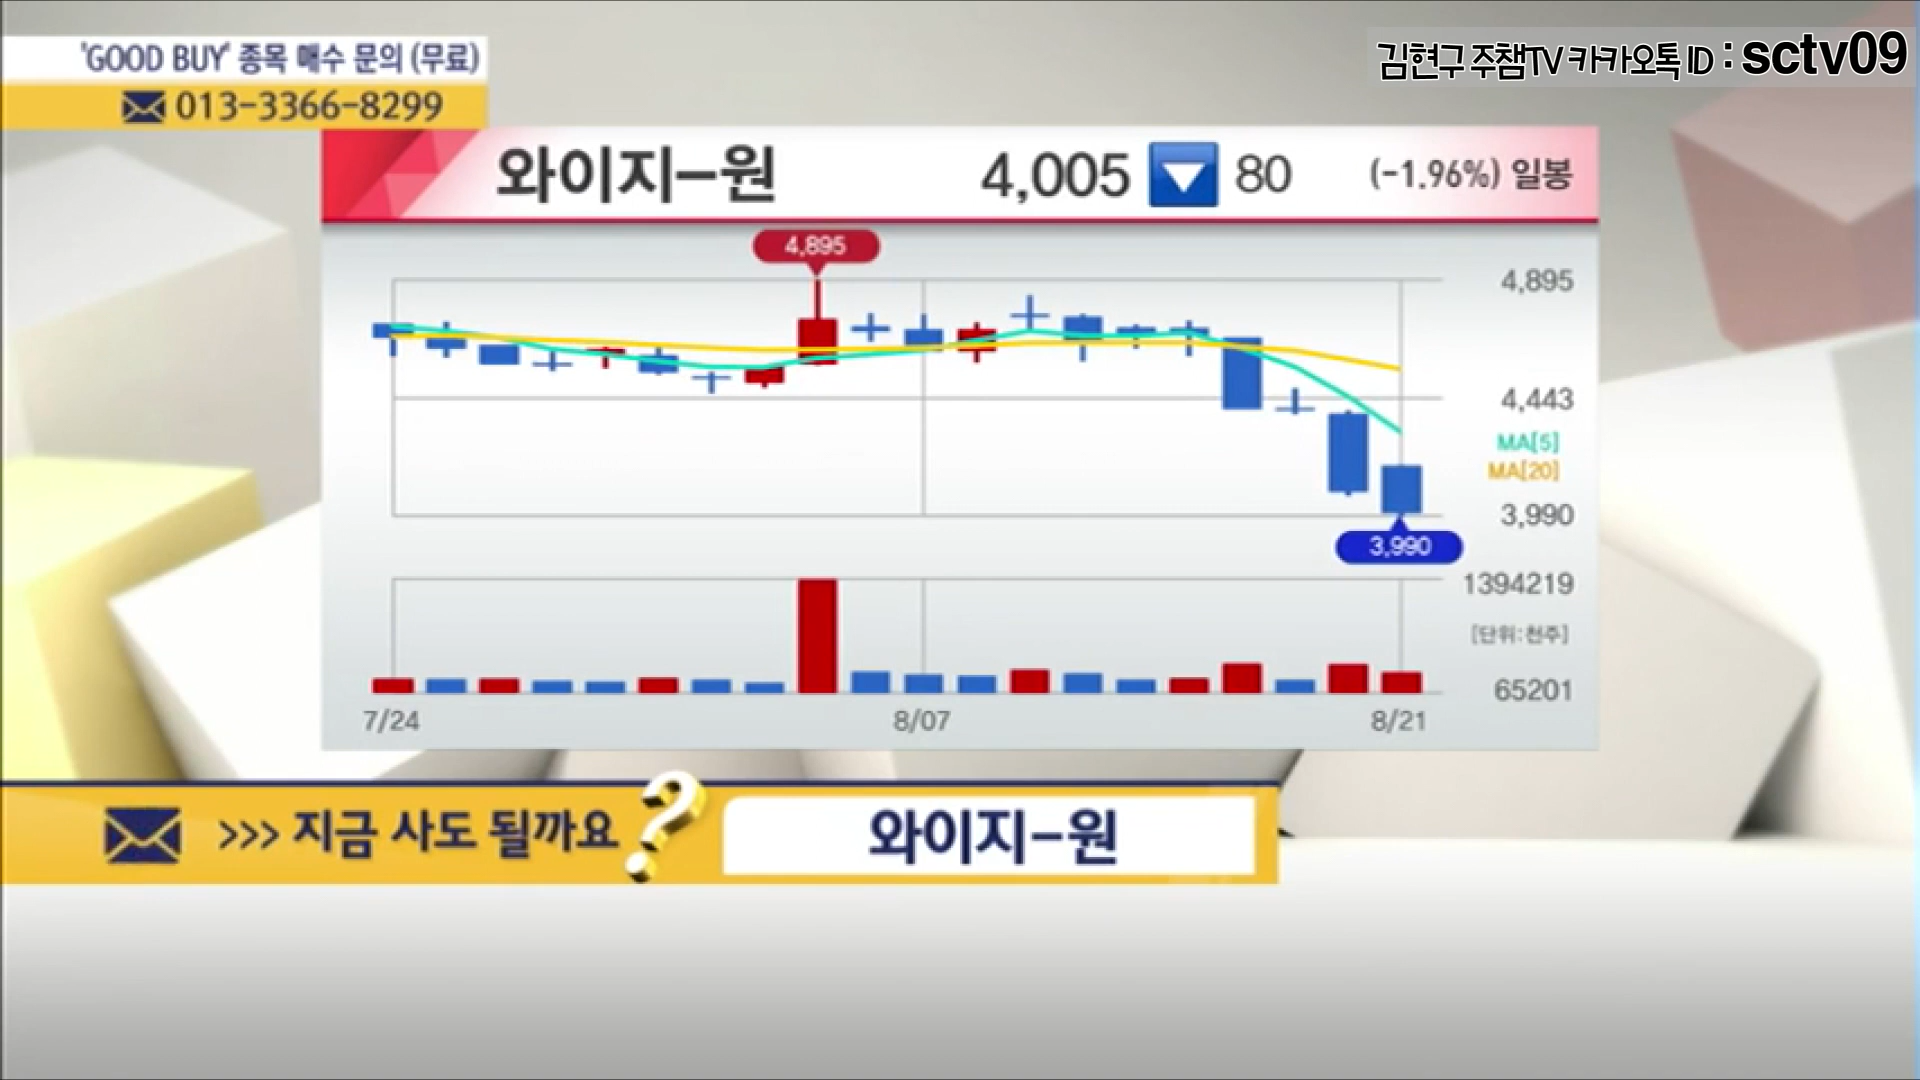 'GOOD BUY' 종목 매수 문의 (무료)
013-3366-8299
김현구 주챔TV 카카오톡 ID : sctv09
와이지-원 4,005 80 (-1.96%) 일봉
4,895
4,895
4,443
MA[5]
MA[20]
3,990
3,990
1394219
[단위:천주]
65201
7/24 8/07 8/21
>>> 지금 사도 될까요? 와이지-원